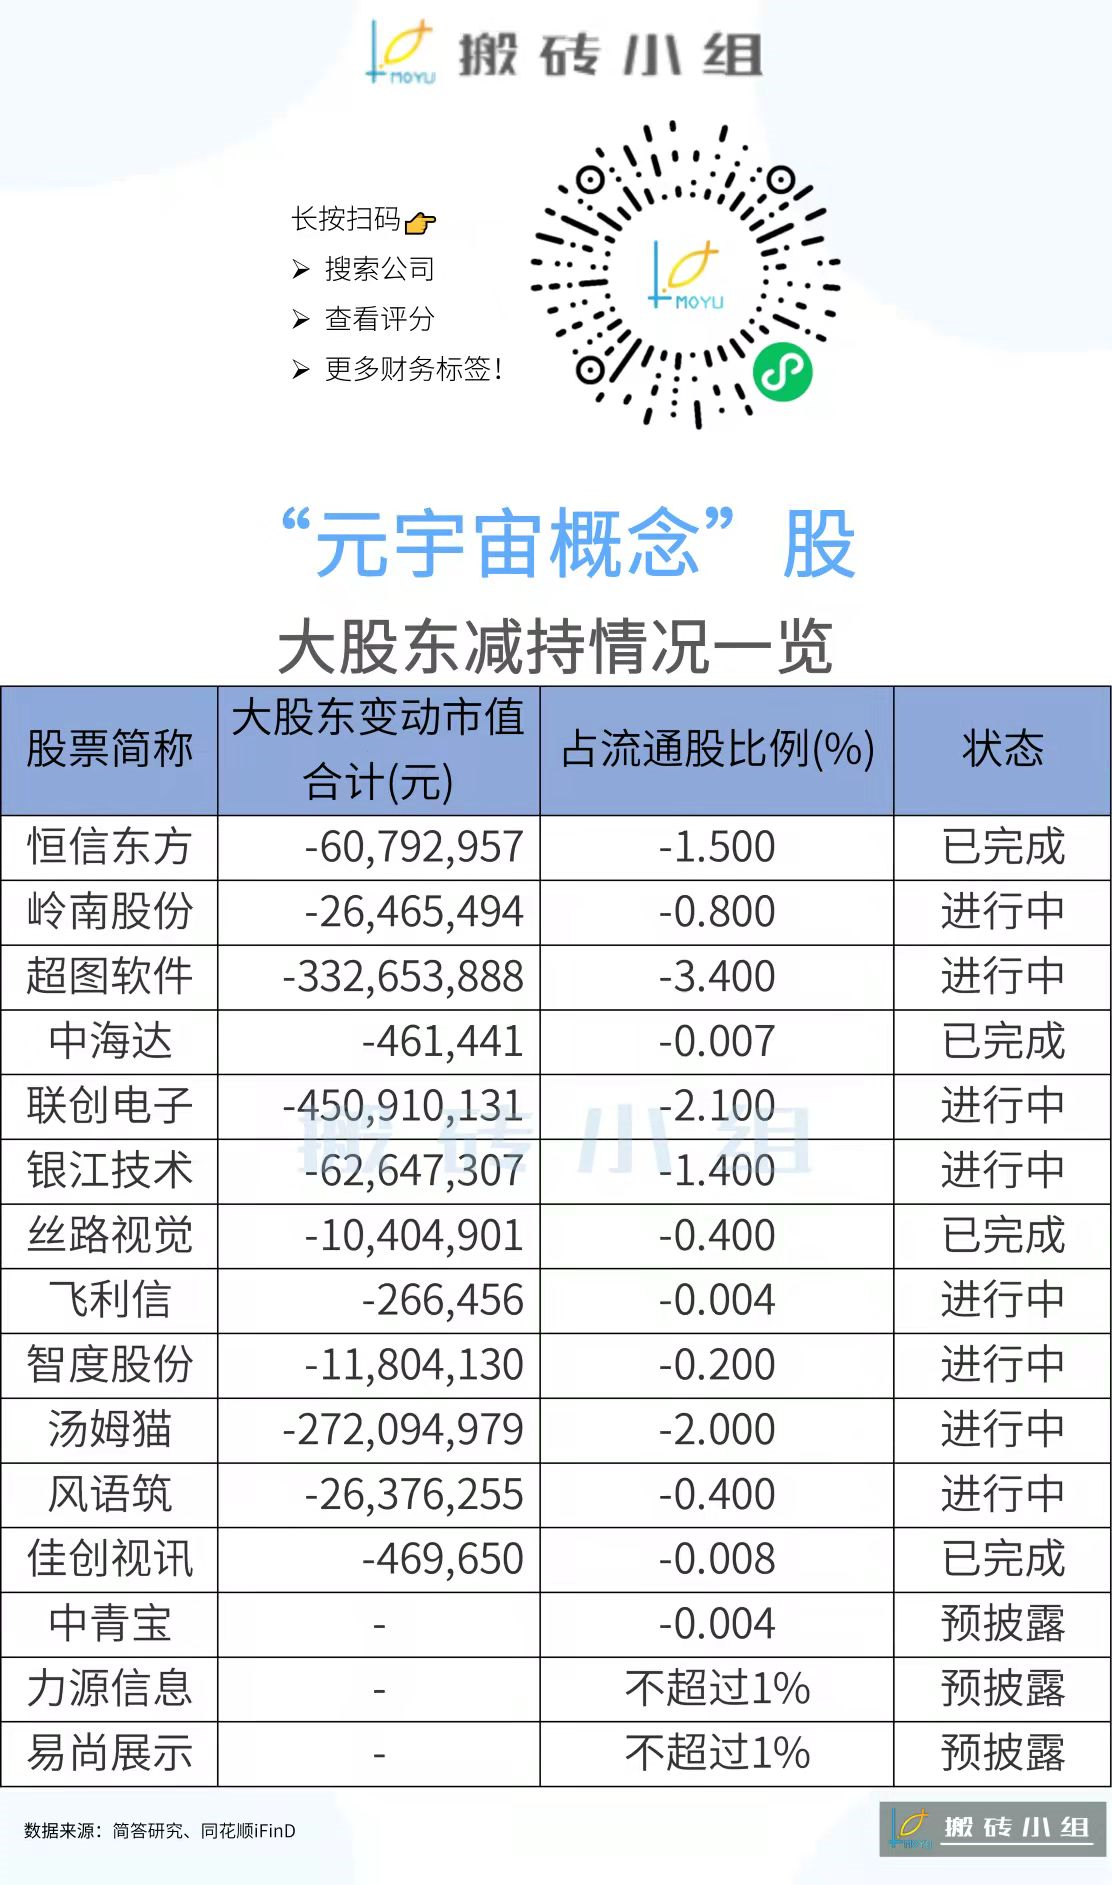 MOYU 搬砖小组
长按扫码👉
➢ 搜索公司
➢ 查看评分
➢ 更多财务标签！
MOYU
“元宇宙概念” 股
大股东减持情况一览
股票简称 大股东变动市值合计(元) 占流通股比例(%) 状态
恒信东方 -60,792,957 -1.500 已完成
岭南股份 -26,465,494 -0.800 进行中
超图软件 -332,653,888 -3.400 进行中
中海达 -461,441 -0.007 已完成
联创电子 -450,910,131 -2.100 进行中
搬砖小组
银江技术 -62,647,307 -1.400 进行中
丝路视觉 -10,404,901 -0.400 已完成
飞利信 -266,456 -0.004 进行中
智度股份 -11,804,130 -0.200 进行中
汤姆猫 -272,094,979 -2.000 进行中
风语筑 -26,376,255 -0.400 进行中
佳创视讯 -469,650 -0.008 已完成
中青宝 - -0.004 预披露
力源信息 - 不超过1% 预披露
易尚展示 - 不超过1% 预披露
数据来源：简答研究、同花顺iFinD
MOYU 搬砖小组